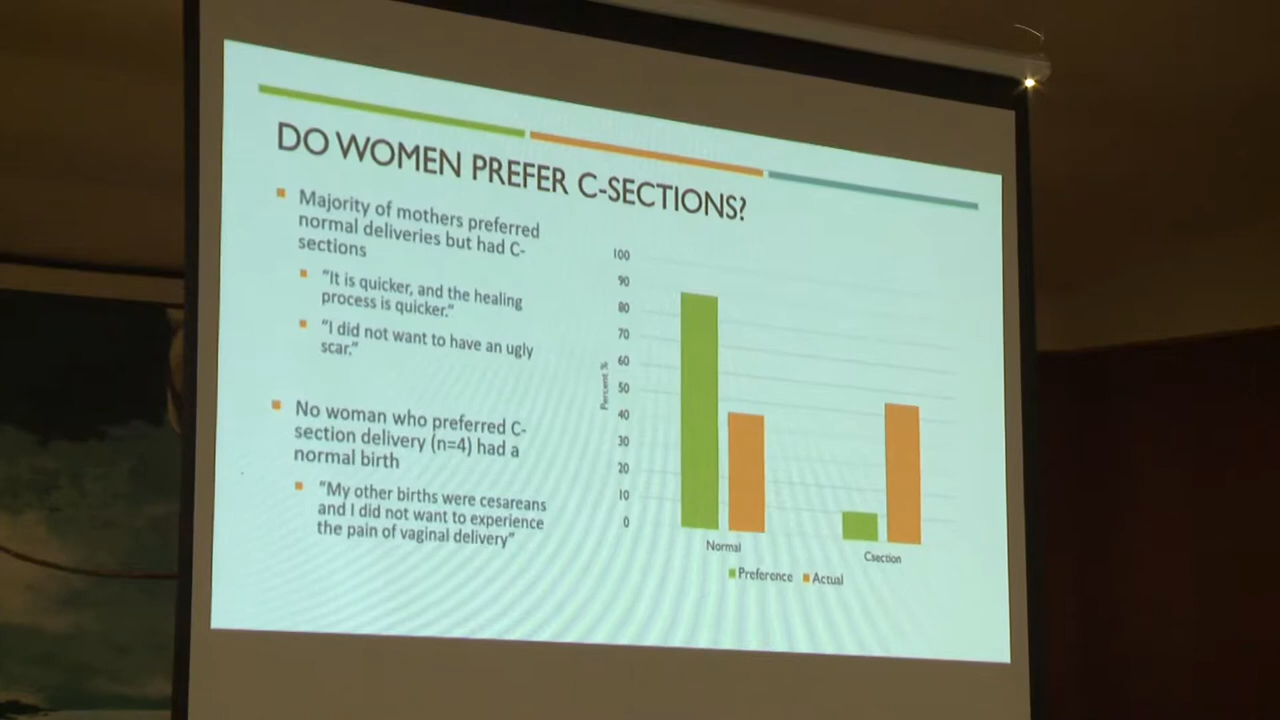 DO WOMEN PREFER C-SECTIONS?
Majority of mothers preferred
normal deliveries but had C-
sections
"It is quicker, and the healing
process is quicker."
"I did not want to have an ugly
scar."
No woman who preferred C-
section delivery (n=4) had a
normal birth
"My other births were cesareans
and I did not want to experience
the pain of vaginal delivery"
100
90
80
70
60
50
40
30
20
10
0
Percent %
Normal
Csection
Preference
Actual